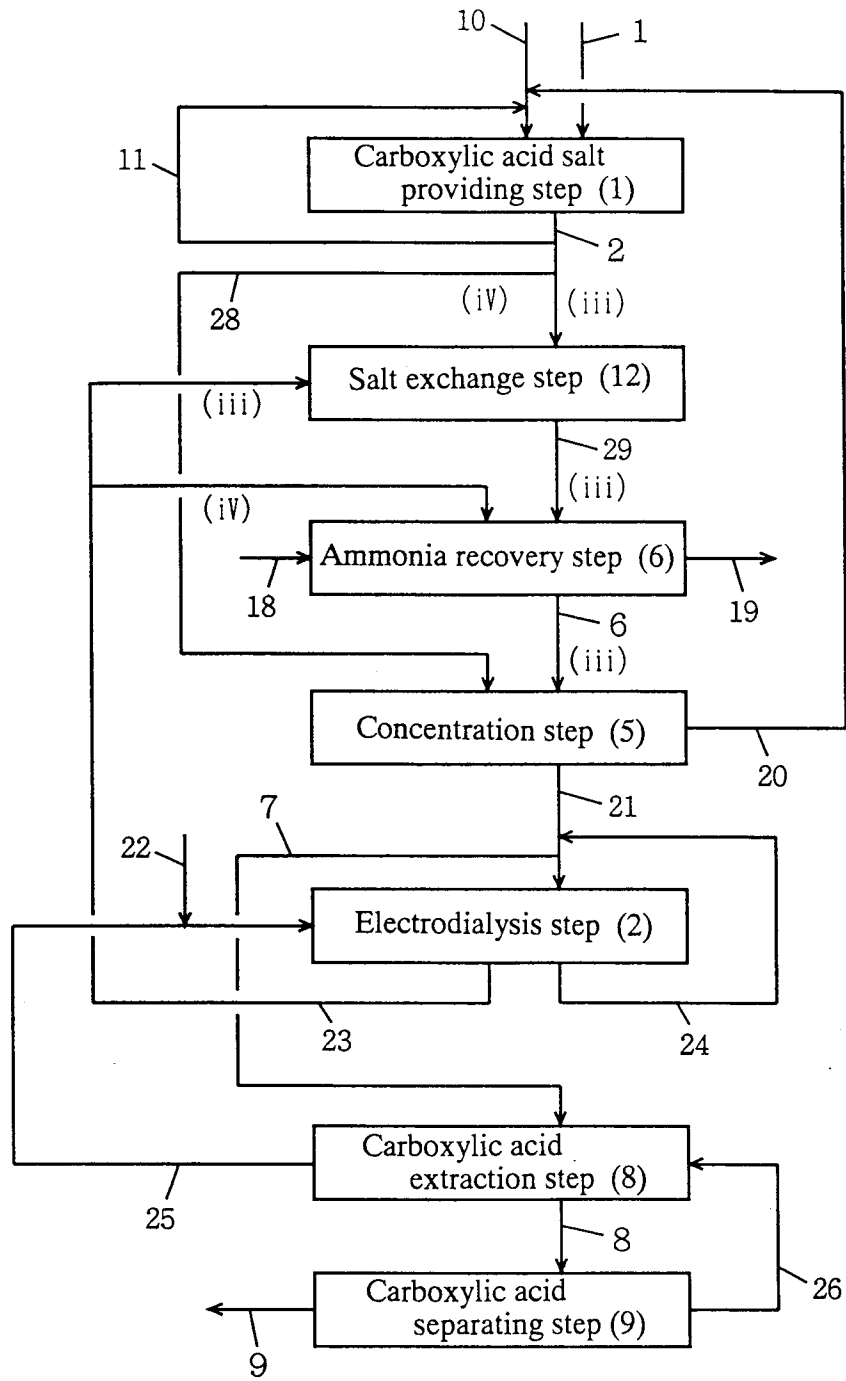 10
1
11
Carboxylic acid salt
providing step (1)
2
28
(iV)
(iii)
Salt exchange step (12)
(iii)
29
(iV)
(iii)
Ammonia recovery step (6)
18
19
6
(iii)
Concentration step (5)
20
21
7
22
Electrodialysis step (2)
23
24
Carboxylic acid
extraction step (8)
25
8
26
Carboxylic acid
separating step (9)
9